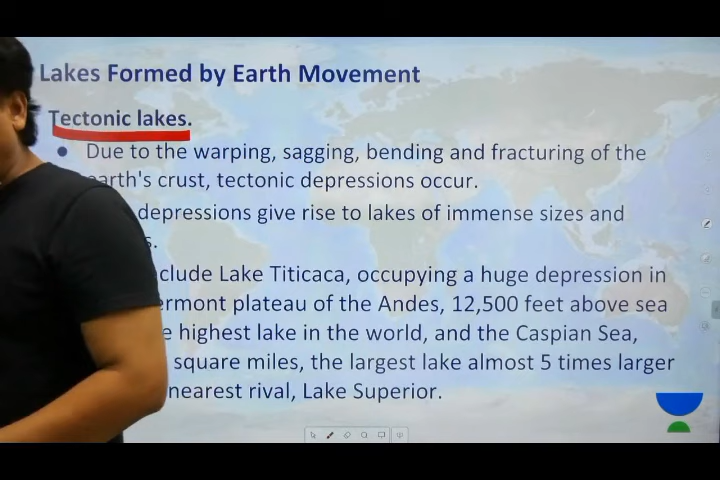 Lakes Formed by Earth Movement
Tectonic lakes.
Due to the warping, sagging, bending and fracturing of the
earth's crust, tectonic depressions occur.
depressions give rise to lakes of immense sizes and
Lake Titicaca, occupying a huge depression in
plateau of the Andes, 12,500 feet above sea
highest lake in the world, and the Caspian Sea,
square miles, the largest lake almost 5 times larger
nearest rival, Lake Superior.